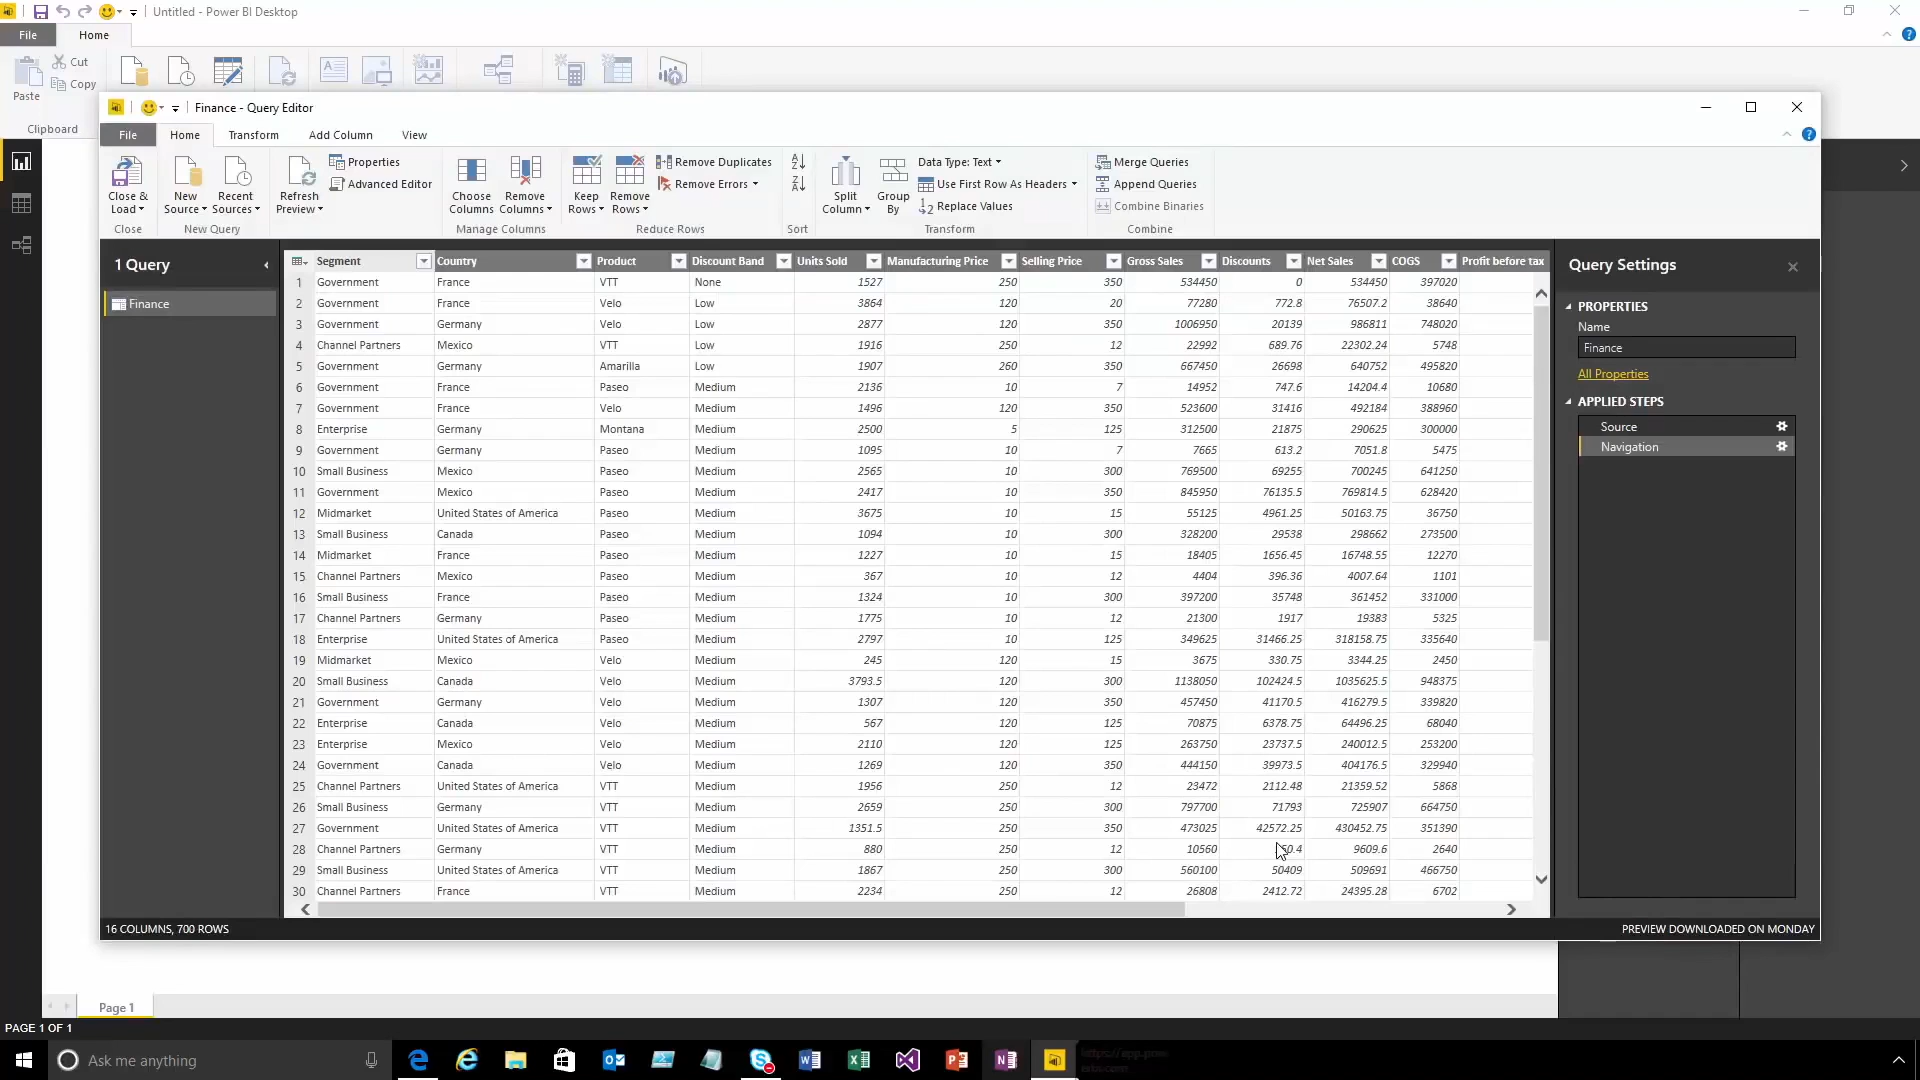 Untitled - Power BI Desktop
File Home
Cut
Copy
Paste
Clipboard
Finance - Query Editor
File Home Transform Add Column View
Close & Load
New Source
Recent Sources
Refresh Preview
Properties
Advanced Editor
Choose Columns
Remove Columns
Keep Rows
Remove Rows
Remove Duplicates
Remove Errors
Split Column
Group By
Data Type: Text
Use First Row As Headers
Replace Values
Merge Queries
Append Queries
Combine Binaries
Close New Query Manage Columns Reduce Rows Sort Transform Combine
1 Query
Finance
Segment Country Product Discount Band Units Sold Manufacturing Price Selling Price Gross Sales Discounts Net Sales COGS Profit before tax
1 Government France VTT None 1527 250 350 534450 0 534450 397020
2 Government France Velo Low 3864 120 20 77280 772.8 76507.2 38640
3 Government Germany Velo Low 2877 120 350 1006950 20139 986811 748020
4 Channel Partners Mexico VTT Low 1916 250 12 22992 689.76 22302.24 5748
5 Government Germany Amarilla Low 1907 260 350 667450 26698 640752 495820
6 Government France Paseo Medium 2136 10 7 14952 747.6 14204.4 10680
7 Government France Velo Medium 1496 120 350 523600 31416 492184 388960
8 Enterprise Germany Montana Medium 2500 5 125 312500 21875 290625 300000
9 Government Germany Paseo Medium 1095 10 7 7665 613.2 7051.8 5475
10 Small Business Mexico Paseo Medium 2565 10 300 769500 69255 700245 641250
11 Government Mexico Paseo Medium 2417 10 350 845950 76135.5 769814.5 628420
12 Midmarket United States of America Paseo Medium 3675 10 15 55125 4961.25 50163.75 36750
13 Small Business Canada Paseo Medium 1094 10 300 328200 29538 298662 273500
14 Midmarket France Paseo Medium 1227 10 15 18405 1656.45 16748.55 12270
15 Channel Partners Mexico Paseo Medium 367 10 12 4404 396.36 4007.64 1101
16 Small Business France Paseo Medium 1324 10 300 397200 35748 361452 331000
17 Channel Partners Germany Paseo Medium 1775 10 12 21300 1917 19383 5325
18 Enterprise United States of America Paseo Medium 2797 10 125 349625 31466.25 318158.75 335640
19 Midmarket Mexico Velo Medium 245 120 15 3675 330.75 3344.25 2450
20 Small Business Canada Velo Medium 3793.5 120 300 1138050 102424.5 1035625.5 948375
21 Government Germany Velo Medium 1307 120 350 457450 41170.5 416279.5 339820
22 Enterprise Canada Velo Medium 567 120 125 70875 6378.75 64496.25 68040
23 Enterprise Mexico Velo Medium 2110 120 125 263750 23737.5 240012.5 253200
24 Government Canada Velo Medium 1269 120 350 444150 39973.5 404176.5 329940
25 Channel Partners United States of America VTT Medium 1956 250 12 23472 2112.48 21359.52 5868
26 Small Business Germany VTT Medium 2659 250 300 797700 71793 725907 664750
27 Government United States of America VTT Medium 1351.5 250 350 473025 42572.25 430452.75 351390
28 Channel Partners Germany VTT Medium 880 250 12 10560 9609.6 2640
29 Small Business United States of America VTT Medium 1867 250 300 560100 50409 509691 466750
30 Channel Partners France VTT Medium 2234 250 12 26808 2412.72 24395.28 6702
Query Settings
PROPERTIES
Name
Finance
All Properties
APPLIED STEPS
Source
Navigation
16 COLUMNS, 700 ROWS
PREVIEW DOWNLOADED ON MONDAY
Page 1
PAGE 1 OF 1
Ask me anything